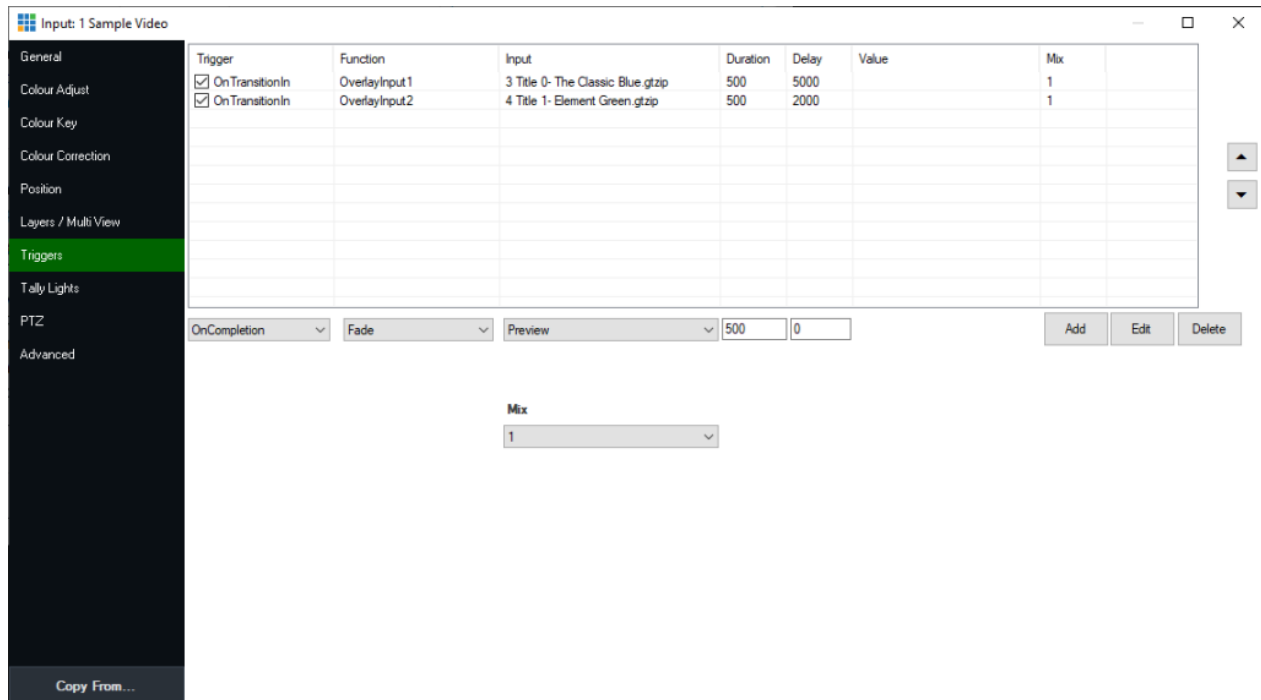 Input: 1 Sample Video
General
Colour Adjust
Colour Key
Colour Correction
Position
Layers / Multi View
Triggers
Tally Lights
PTZ
Advanced
Copy From...
Trigger Function Input Duration Delay Value Mix
OnTransitionIn OverlayInput1 3 Title 0- The Classic Blue.gtzip 500 5000 1
OnTransitionIn OverlayInput2 4 Title 1- Element Green.gtzip 500 2000 1
OnCompletion Fade Preview 500 0 Add Edit Delete
Mix
1